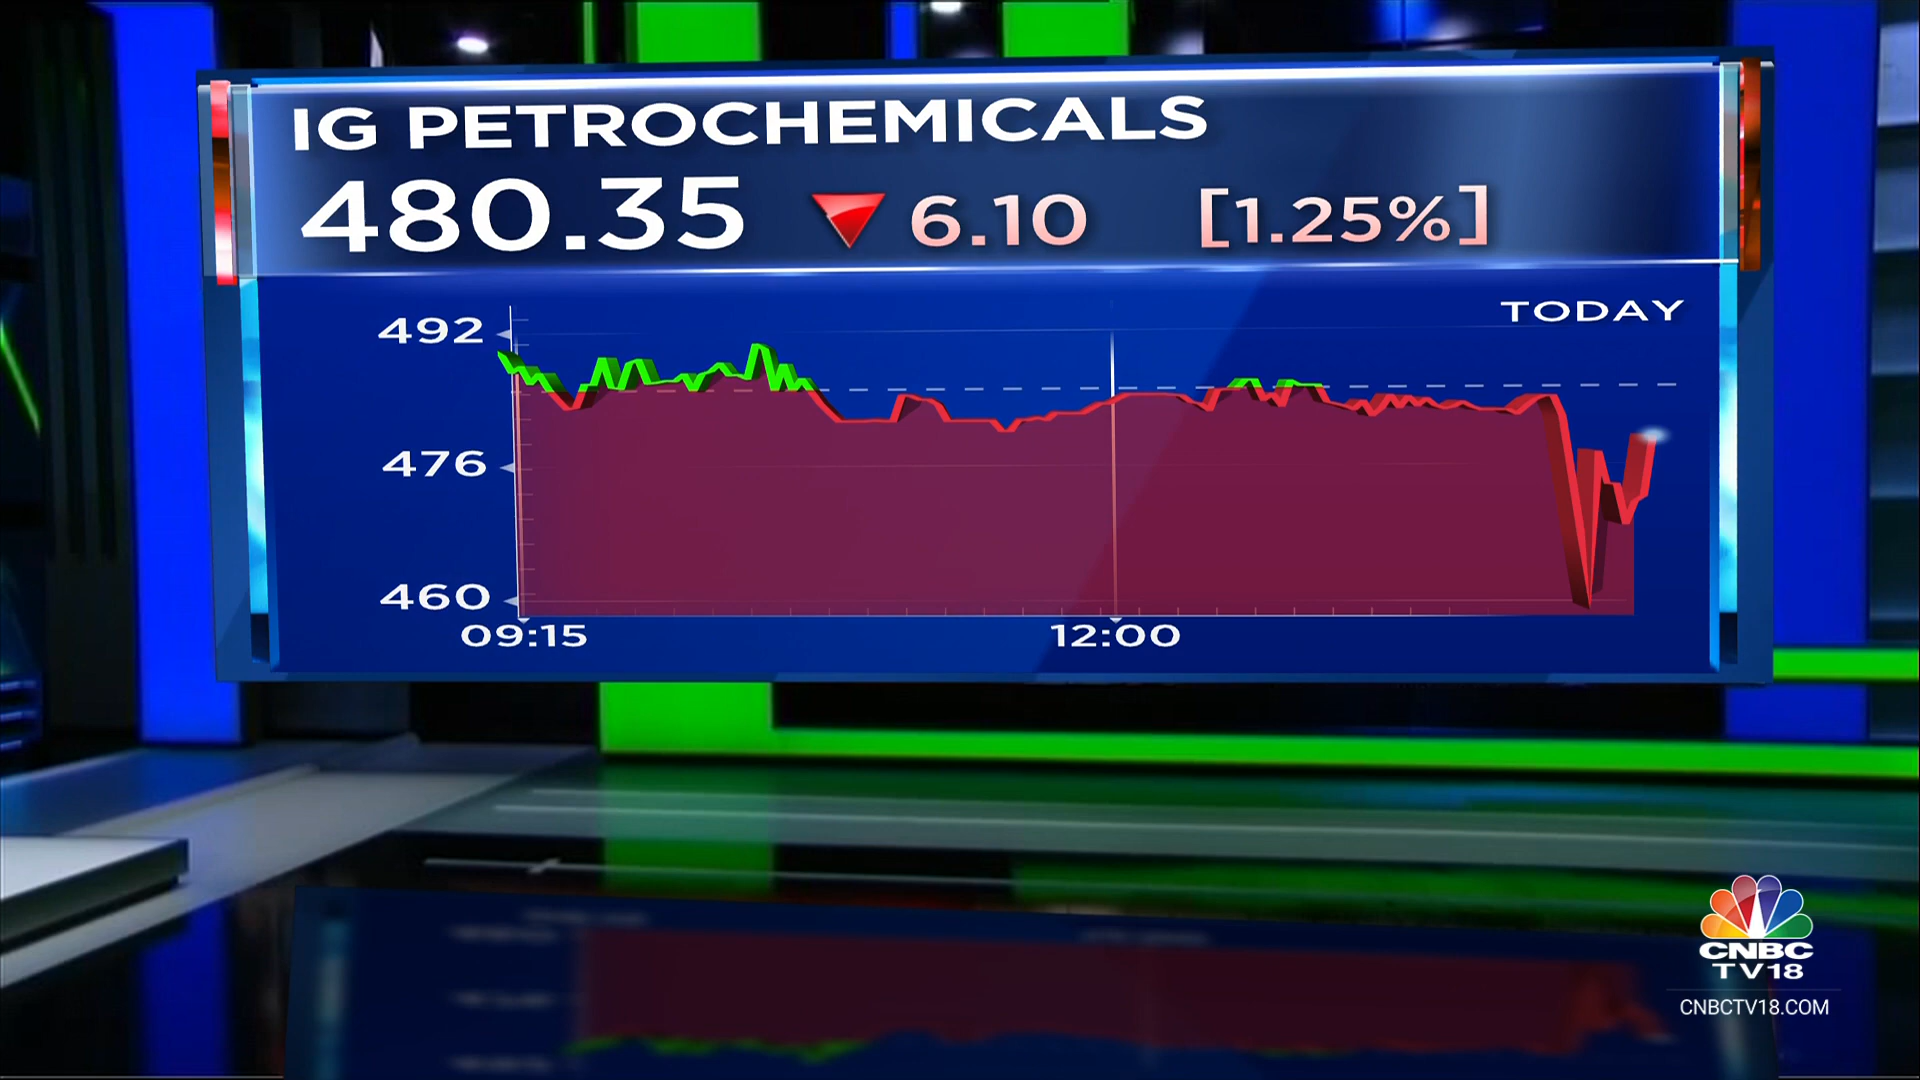 IG PETROCHEMICALS
480.35 ▼ 6.10 [1.25%]
TODAY
492
476
460
09:15 12:00
CNBC
TV18
CNBCTV18.COM